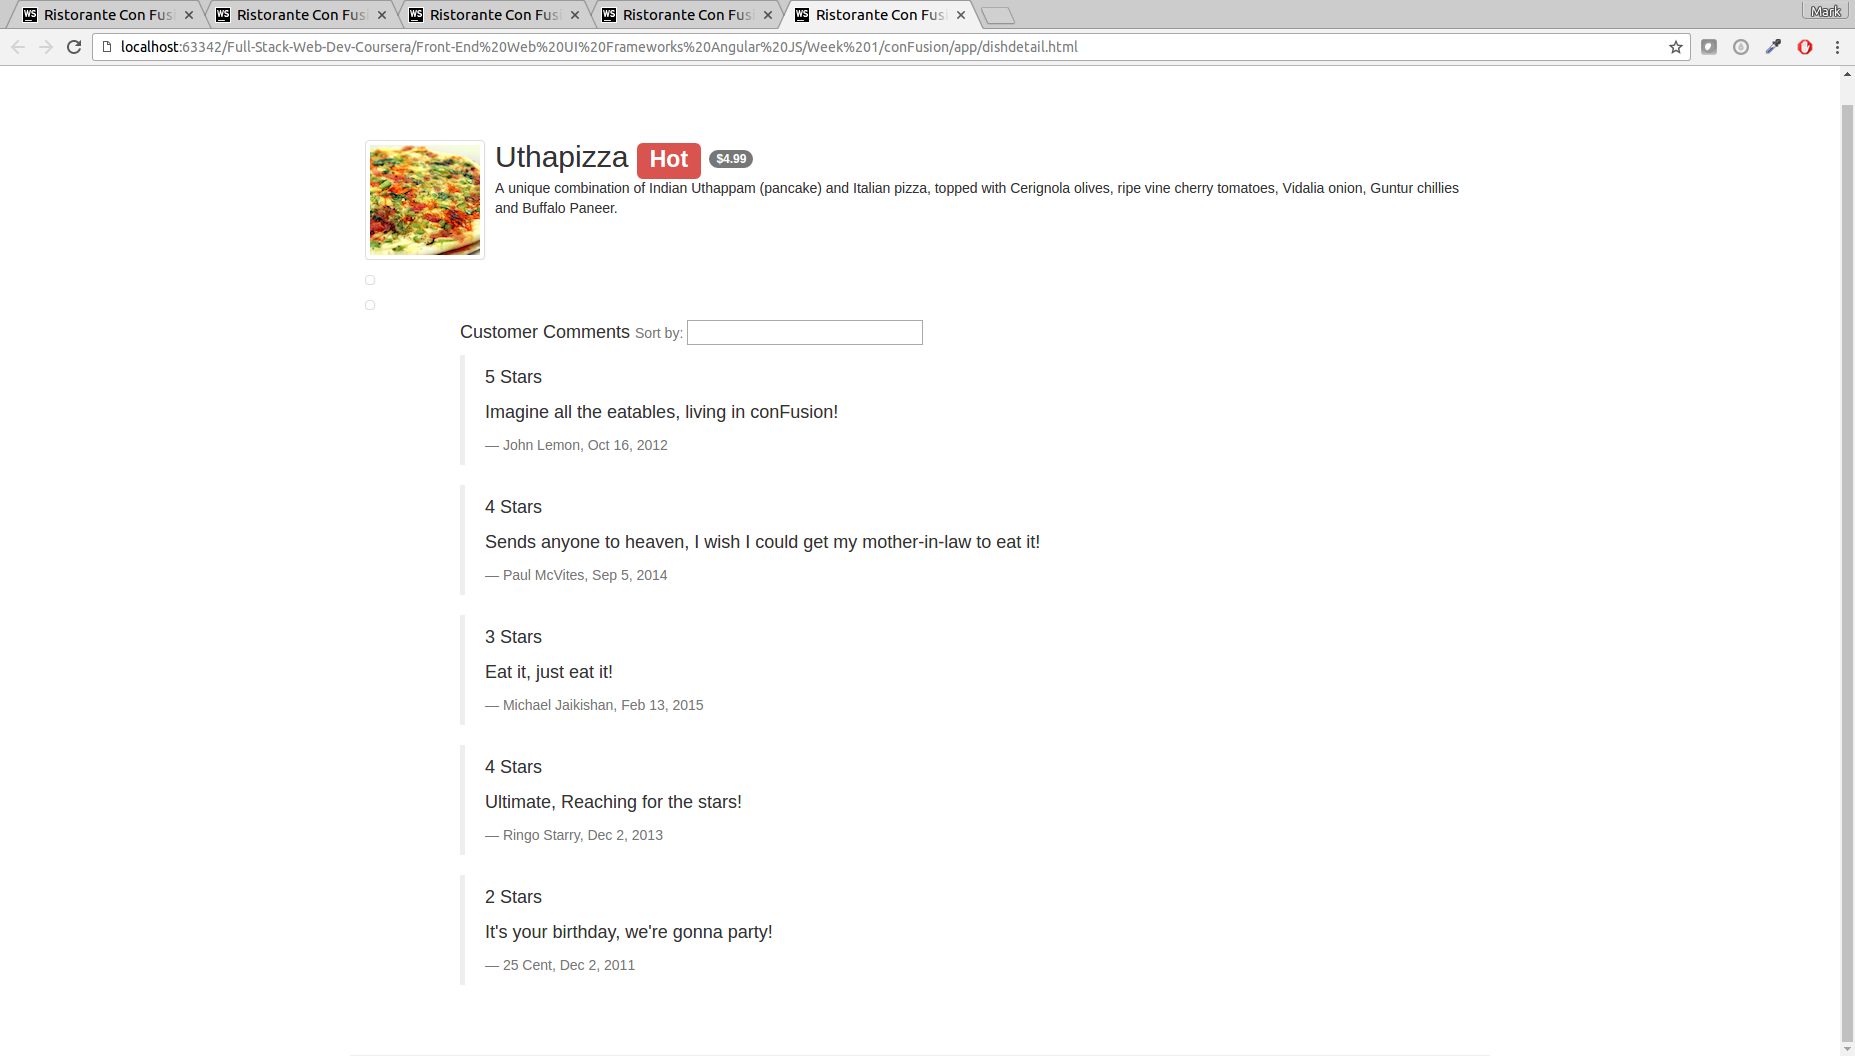 Ristorante Con Fusi
Ristorante Con Fusi
Ristorante Con Fusi
Ristorante Con Fusi
Ristorante Con Fusi
Mark
localhost:63342/Full-Stack-Web-Dev-Coursera/Front-End%20Web%20UI%20Frameworks%20Angular%20JS/Week%201/conFusion/app/dishdetail.html
Uthapizza Hot $4.99
A unique combination of Indian Uthappam (pancake) and Italian pizza, topped with Cerignola olives, ripe vine cherry tomatoes, Vidalia onion, Guntur chillies
and Buffalo Paneer.
Customer Comments Sort by:
5 Stars
Imagine all the eatables, living in conFusion!
— John Lemon, Oct 16, 2012
4 Stars
Sends anyone to heaven, I wish I could get my mother-in-law to eat it!
— Paul McVites, Sep 5, 2014
3 Stars
Eat it, just eat it!
— Michael Jaikishan, Feb 13, 2015
4 Stars
Ultimate, Reaching for the stars!
— Ringo Starry, Dec 2, 2013
2 Stars
It's your birthday, we're gonna party!
— 25 Cent, Dec 2, 2011